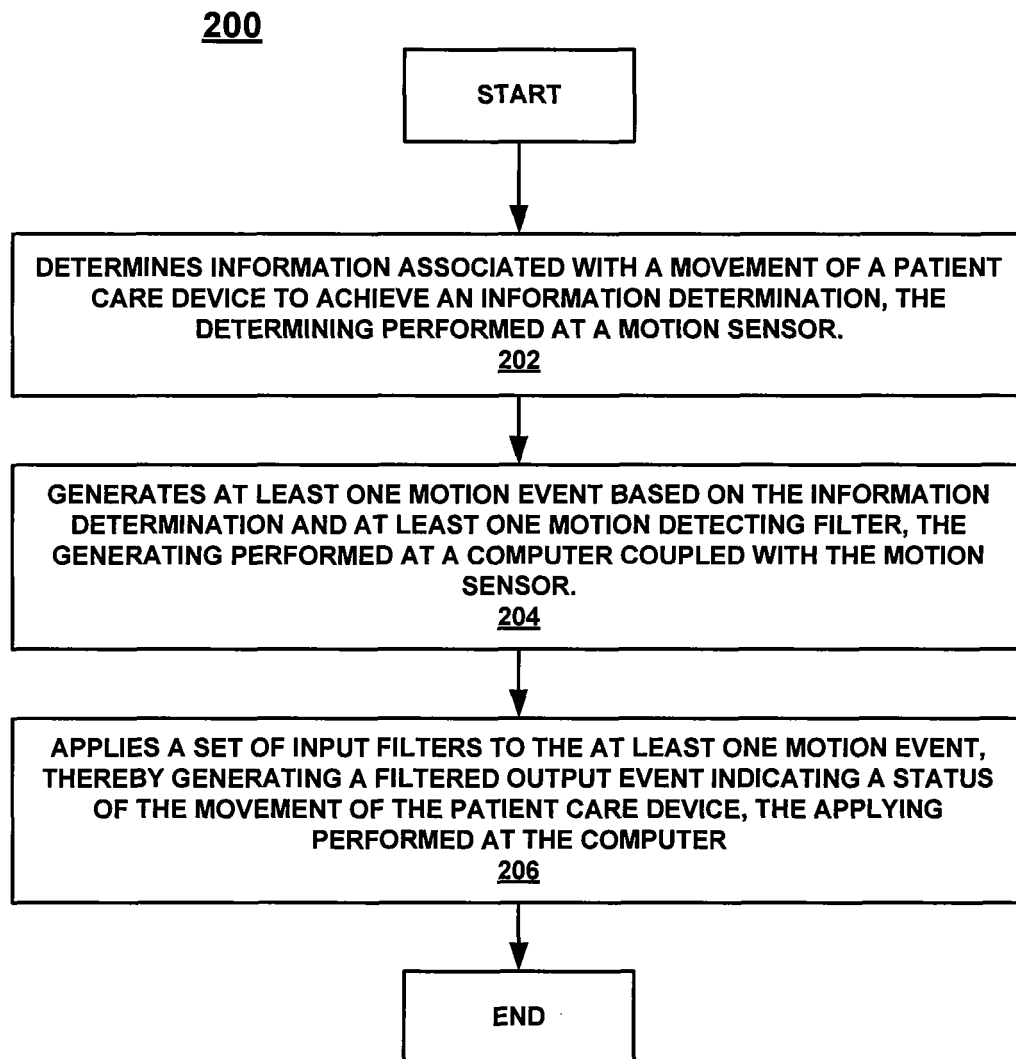 200
START
DETERMINES INFORMATION ASSOCIATED WITH A MOVEMENT OF A PATIENT
CARE DEVICE TO ACHIEVE AN INFORMATION DETERMINATION, THE
DETERMINING PERFORMED AT A MOTION SENSOR.
202
GENERATES AT LEAST ONE MOTION EVENT BASED ON THE INFORMATION
DETERMINATION AND AT LEAST ONE MOTION DETECTING FILTER, THE
GENERATING PERFORMED AT A COMPUTER COUPLED WITH THE MOTION
SENSOR.
204
APPLIES A SET OF INPUT FILTERS TO THE AT LEAST ONE MOTION EVENT,
THEREBY GENERATING A FILTERED OUTPUT EVENT INDICATING A STATUS
OF THE MOVEMENT OF THE PATIENT CARE DEVICE, THE APPLYING
PERFORMED AT THE COMPUTER
206
END